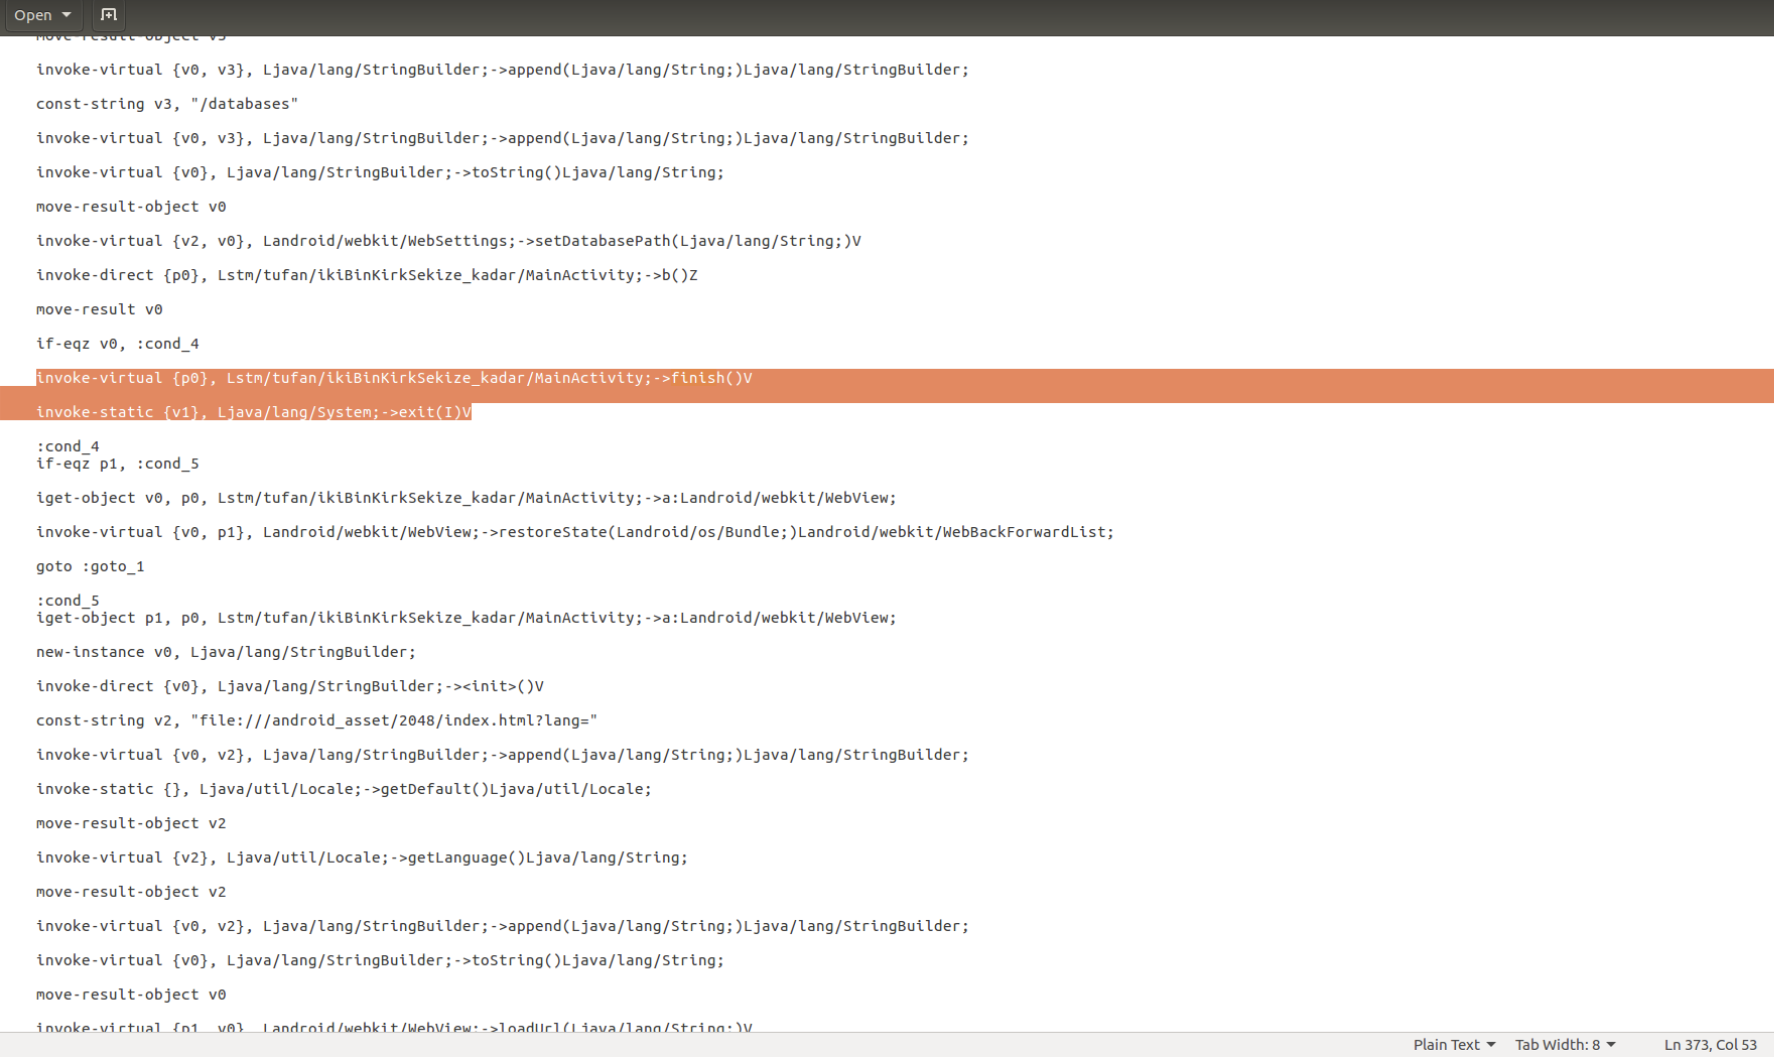 Open
move-result-object v3
invoke-virtual {v0, v3}, Ljava/lang/StringBuilder;->append(Ljava/lang/String;)Ljava/lang/StringBuilder;
const-string v3, "/databases"
invoke-virtual {v0, v3}, Ljava/lang/StringBuilder;->append(Ljava/lang/String;)Ljava/lang/StringBuilder;
invoke-virtual {v0}, Ljava/lang/StringBuilder;->toString()Ljava/lang/String;
move-result-object v0
invoke-virtual {v2, v0}, Landroid/webkit/WebSettings;->setDatabasePath(Ljava/lang/String;)V
invoke-direct {p0}, Lstm/tufan/ikiBinKirkSekize_kadar/MainActivity;->b()Z
move-result v0
if-eqz v0, :cond_4
invoke-virtual {p0}, Lstm/tufan/ikiBinKirkSekize_kadar/MainActivity;->finish()V
invoke-static {v1}, Ljava/lang/System;->exit(I)V
:cond_4
if-eqz p1, :cond_5
iget-object v0, p0, Lstm/tufan/ikiBinKirkSekize_kadar/MainActivity;->a:Landroid/webkit/WebView;
invoke-virtual {v0, p1}, Landroid/webkit/WebView;->restoreState(Landroid/os/Bundle;)Landroid/webkit/WebBackForwardList;
goto :goto_1
:cond_5
iget-object p1, p0, Lstm/tufan/ikiBinKirkSekize_kadar/MainActivity;->a:Landroid/webkit/WebView;
new-instance v0, Ljava/lang/StringBuilder;
invoke-direct {v0}, Ljava/lang/StringBuilder;-><init>()V
const-string v2, "file:///android_asset/2048/index.html?lang="
invoke-virtual {v0, v2}, Ljava/lang/StringBuilder;->append(Ljava/lang/String;)Ljava/lang/StringBuilder;
invoke-static {}, Ljava/util/Locale;->getDefault()Ljava/util/Locale;
move-result-object v2
invoke-virtual {v2}, Ljava/util/Locale;->getLanguage()Ljava/lang/String;
move-result-object v2
invoke-virtual {v0, v2}, Ljava/lang/StringBuilder;->append(Ljava/lang/String;)Ljava/lang/StringBuilder;
invoke-virtual {v0}, Ljava/lang/StringBuilder;->toString()Ljava/lang/String;
move-result-object v0
invoke-virtual {p1, v0}, Landroid/webkit/WebView;->loadUrl(Ljava/lang/String;)V
Plain Text Tab Width: 8 Ln 373, Col 53